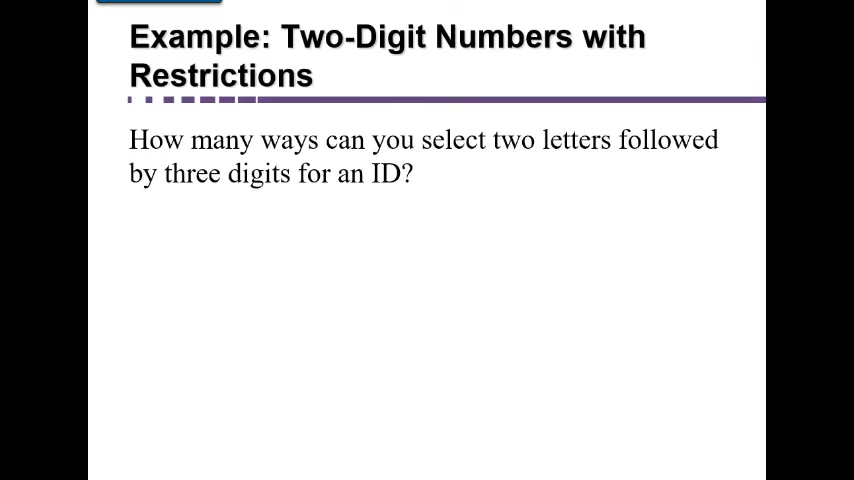 Example: Two-Digit Numbers with
Restrictions
How many ways can you select two letters followed
by three digits for an ID?